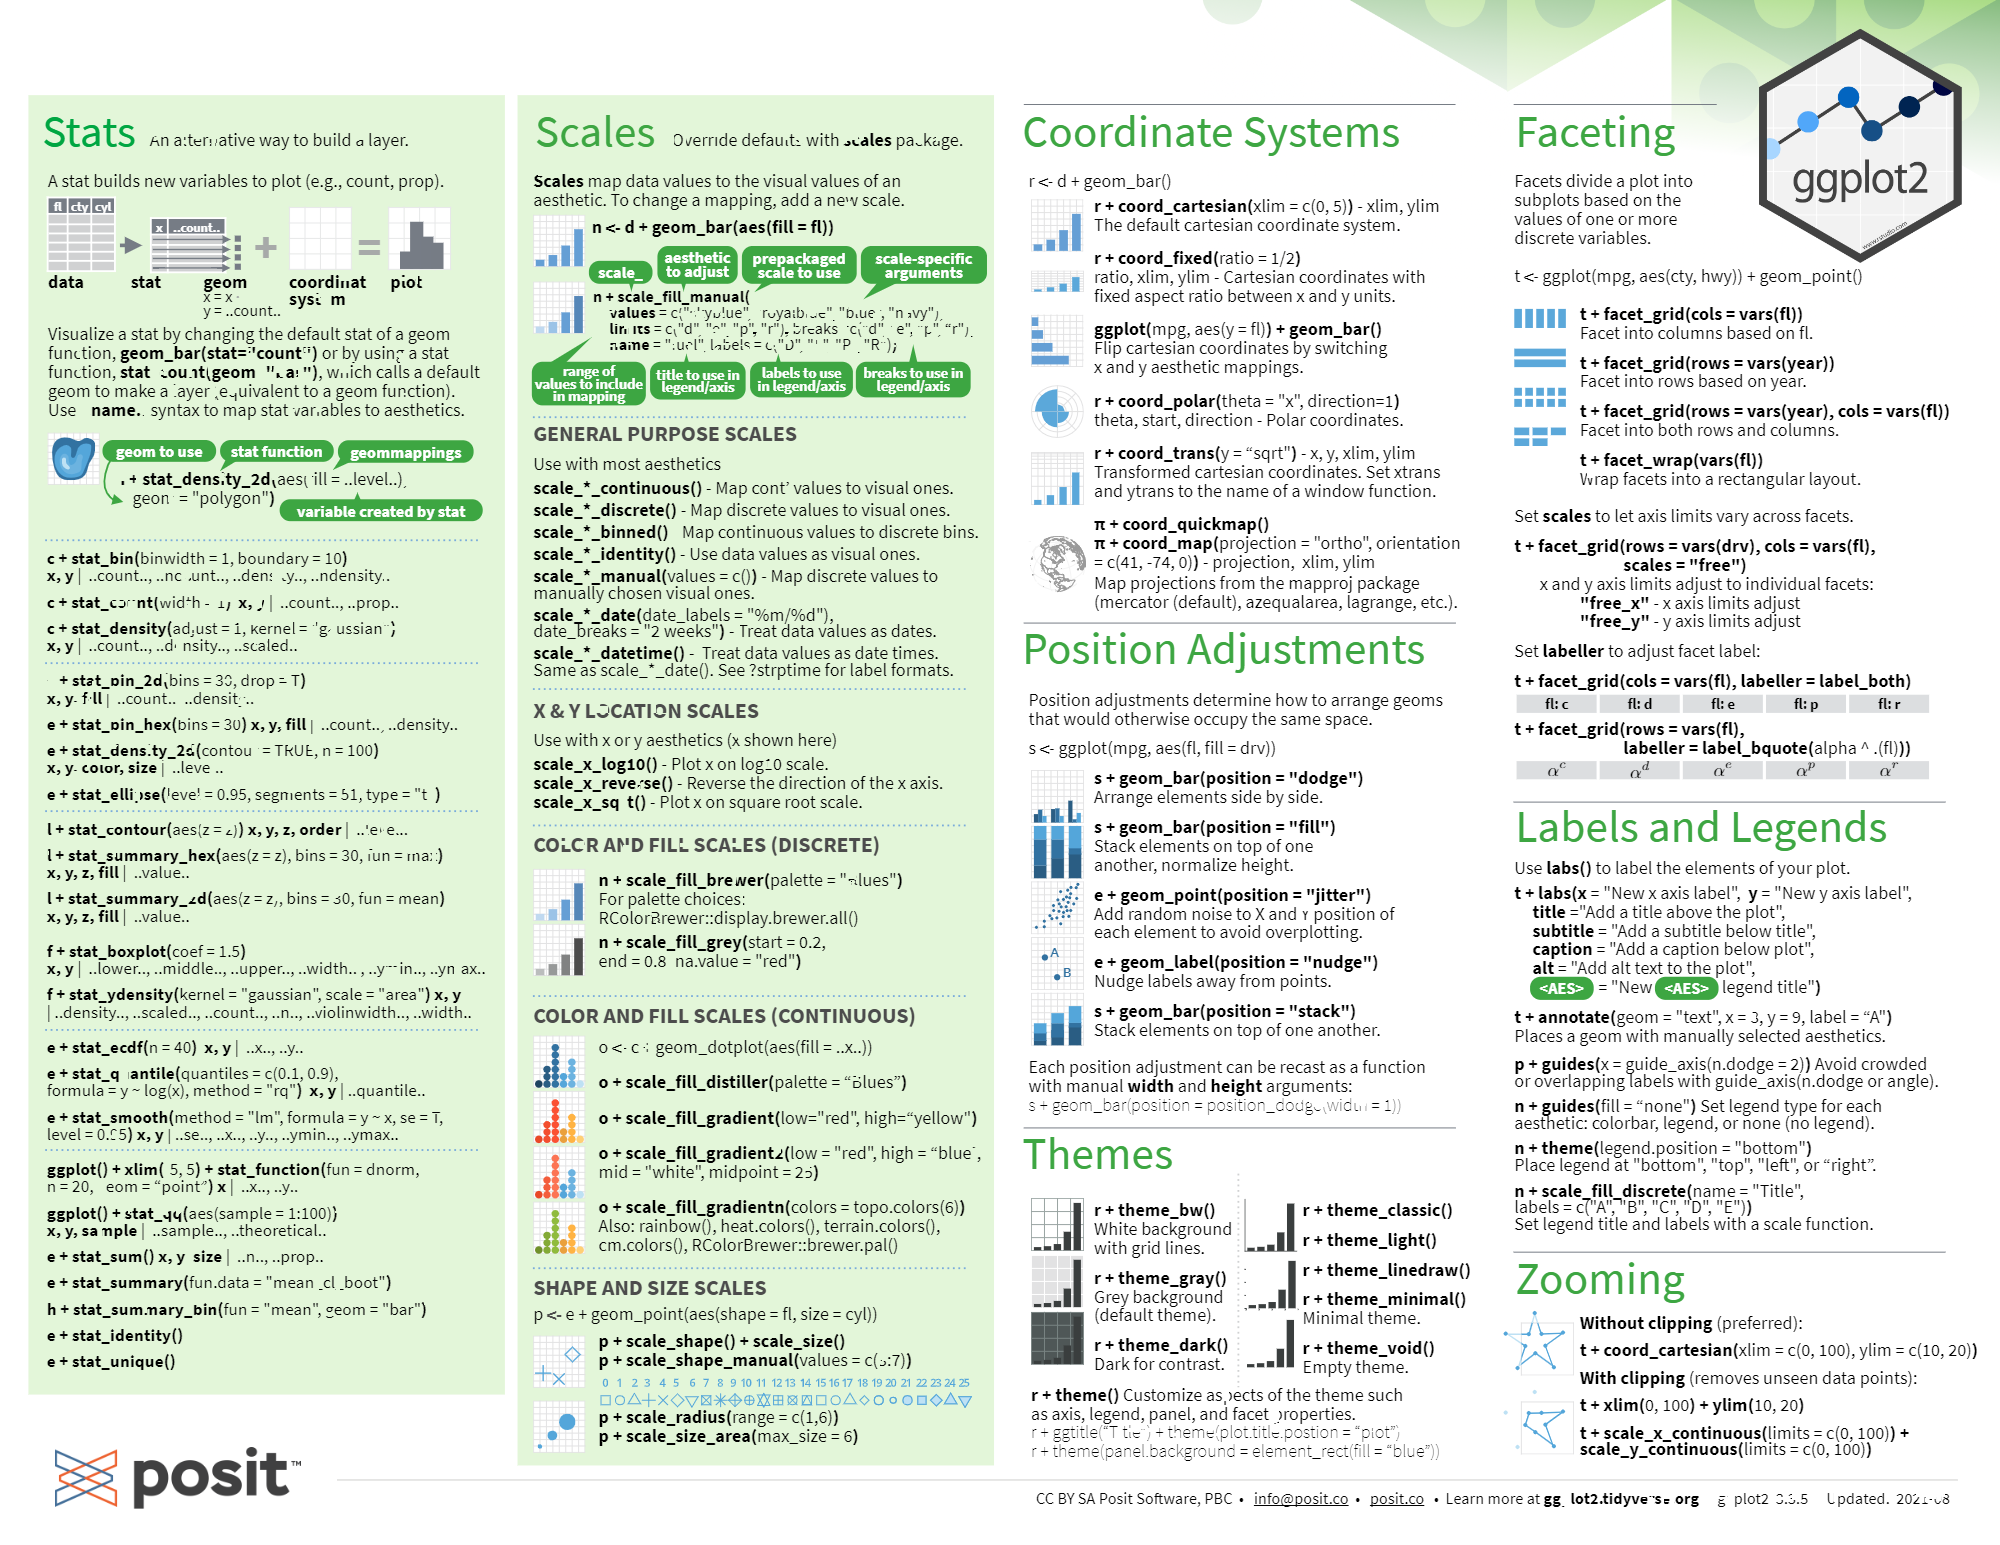 Stats An alternative way to build a layer.
A stat builds new variables to plot (e.g., count, prop).
fl cty cyl
x ..count..
data stat geom plot
x = x
y = ..count..
Visualize a stat by changing the default stat of a geom
function, geom_bar(stat="count") or by using a stat
function, which calls a default
geom to make a layer (equivalent to a geom function).
Use name.. syntax to map stat variables to aesthetics.
geom to use stat function geommappings
+ stat_density_2d(aes(fill = ..level..),
geom = "polygon")
variable created by stat
c + stat_bin(binwidth = 1, boundary = 10)
x, y | ..count.., ..ncount.., ..density.., ..ndensity..
c + stat_count(width = 1) x, y | ..count.., ..prop..
c + stat_density(adjust = 1, kernel = "gaussian")
x, y | ..count.., ..density.., ..scaled..
+ stat_bin_2d(bins = 30, drop = T)
x, y, fill | ..count.., ..density..
e + stat_bin_hex(bins = 30) x, y, fill | ..count.., ..density..
e + stat_density_2d(contour = TRUE, n = 100)
x, y, color, size | ..level..
e + stat_ellipse(level = 0.95, segments = 51, type = "t")
l + stat_contour(aes(z = z)) x, y, z, order | ..level..
l + stat_summary_hex(aes(z = z), bins = 30, fun = max)
x, y, z, fill | ..value..
l + stat_summary_2d(aes(z = z), bins = 30, fun = mean)
x, y, z, fill | ..value..
f + stat_boxplot(coef = 1.5)
x, y | ..lower.., ..middle.., ..upper.., ..width.. , ..ymin.., ..ymax..
f + stat_ydensity(kernel = "gaussian", scale = "area") x, y
| ..density.., ..scaled.., ..count.., ..n.., ..violinwidth.., ..width..
e + stat_ecdf(n = 40) x, y | ..x.., ..y..
e + stat_quantile(quantiles = c(0.1, 0.9),
formula = y ~ log(x), method = "rq") x, y | ..quantile..
e + stat_smooth(method = "lm", formula = y ~ x, se = T,
level = 0.95) x, y | ..se.., ..x.., ..y.., ..ymin.., ..ymax..
ggplot() + xlim( 5, 5) + stat_function(fun = dnorm,
n = 20, geom = “point”) x | ..x.., ..y..
ggplot() + stat_qq(aes(sample = 1:100))
x, y, sample | ..sample.., ..theoretical..
e + stat_sum() x, y size | ..n.., ..prop..
e + stat_summary(fun.data = "mean_cl_boot")
h + stat_summary_bin(fun = "mean", geom = "bar")
e + stat_identity()
e + stat_unique()
Scales Override defaults with scales package.
Scales map data values to the visual values of an
aesthetic. To change a mapping, add a new scale.
n <- d + geom_bar(aes(fill = fl))
scale_ aesthetic to adjust prepackaged scale to use scale-specific arguments
n + scale_fill_manual(
values = c("skyblue", "royalblue", "blue", "navy"),
limits = c("d", "e", "p", "r"), breaks =c("d", "e", "p", "r"),
name = "fuel", labels = c("D", "E", "P", "R"))
range of values to include in mapping title to use in legend/axis labels to use in legend/axis breaks to use in legend/axis
GENERAL PURPOSE SCALES
Use with most aesthetics
scale_*_continuous() - Map cont’ values to visual ones.
scale_*_discrete() - Map discrete values to visual ones.
scale_*_binned() Map continuous values to discrete bins.
scale_*_identity() - Use data values as visual ones.
scale_*_manual(values = c()) - Map discrete values to
manually chosen visual ones.
scale_*_date(date_labels = "%m/%d"),
date_breaks = "2 weeks") - Treat data values as dates.
scale_*_datetime() - Treat data values as date times.
Same as scale_*_date(). See ?strptime for label formats.
X & Y LOCATION SCALES
Use with x or y aesthetics (x shown here)
scale_x_log10() - Plot x on log10 scale.
scale_x_reverse() - Reverse the direction of the x axis.
scale_x_sqrt() - Plot x on square root scale.
COLOR AND FILL SCALES (DISCRETE)
n + scale_fill_brewer(palette = "Blues")
For palette choices:
RColorBrewer::display.brewer.all()
n + scale_fill_grey(start = 0.2,
end = 0.8 na.value = "red")
COLOR AND FILL SCALES (CONTINUOUS)
o <- c + geom_dotplot(aes(fill = ..x..))
o + scale_fill_distiller(palette = “Blues”)
o + scale_fill_gradient(low="red", high=“yellow”)
o + scale_fill_gradient2(low = "red", high = “blue”,
mid = "white", midpoint = 25)
o + scale_fill_gradientn(colors = topo.colors(6))
Also: rainbow(), heat.colors(), terrain.colors(),
cm.colors(), RColorBrewer::brewer.pal()
SHAPE AND SIZE SCALES
p <- e + geom_point(aes(shape = fl, size = cyl))
p + scale_shape() + scale_size()
p + scale_shape_manual(values = c(3:7))
0 1 2 3 4 5 6 7 8 9 10 11 12 13 14 15 16 17 18 19 20 21 22 23 24 25
p + scale_radius(range = c(1,6))
p + scale_size_area(max_size = 6)
Coordinate Systems
r <- d + geom_bar()
r + coord_cartesian(xlim = c(0, 5)) - xlim, ylim
The default cartesian coordinate system.
r + coord_fixed(ratio = 1/2)
ratio, xlim, ylim - Cartesian coordinates with
fixed aspect ratio between x and y units.
ggplot(mpg, aes(y = fl)) + geom_bar()
Flip cartesian coordinates by switching
x and y aesthetic mappings.
r + coord_polar(theta = "x", direction=1)
theta, start, direction - Polar coordinates.
r + coord_trans(y = “sqrt") - x, y, xlim, ylim
Transformed cartesian coordinates. Set xtrans
and ytrans to the name of a window function.
π + coord_quickmap()
π + coord_map(projection = "ortho", orientation
= c(41, -74, 0)) - projection, xlim, ylim
Map projections from the mapproj package
(mercator (default), azequalarea, lagrange, etc.).
Position Adjustments
Position adjustments determine how to arrange geoms
that would otherwise occupy the same space.
s <- ggplot(mpg, aes(fl, fill = drv))
s + geom_bar(position = "dodge")
Arrange elements side by side.
s + geom_bar(position = "fill")
Stack elements on top of one
another, normalize height.
e + geom_point(position = "jitter")
Add random noise to X and Y position of
each element to avoid overplotting.
A
B
e + geom_label(position = "nudge")
Nudge labels away from points.
s + geom_bar(position = "stack")
Stack elements on top of one another.
Each position adjustment can be recast as a function
with manual width and height arguments:
s + geom_bar(position = position_dodge(width = 1))
Themes
r + theme_bw()
White background
with grid lines.
r + theme_gray()
Grey background
(default theme).
r + theme_dark()
Dark for contrast.
r + theme_classic()
r + theme_light()
r + theme_linedraw()
r + theme_minimal()
Minimal theme.
r + theme_void()
Empty theme.
r + theme() Customize aspects of the theme such
as axis, legend, panel, and facet properties.
r + ggtitle(“Title”) + theme(plot.title.postion = “plot”)
r + theme(panel.background = element_rect(fill = “blue”))
Faceting
ggplot2
www.rstudio.com
Facets divide a plot into
subplots based on the
values of one or more
discrete variables.
t <- ggplot(mpg, aes(cty, hwy)) + geom_point()
t + facet_grid(cols = vars(fl))
Facet into columns based on fl.
t + facet_grid(rows = vars(year))
Facet into rows based on year.
t + facet_grid(rows = vars(year), cols = vars(fl))
Facet into both rows and columns.
t + facet_wrap(vars(fl))
Wrap facets into a rectangular layout.
Set scales to let axis limits vary across facets.
t + facet_grid(rows = vars(drv), cols = vars(fl),
scales = "free")
x and y axis limits adjust to individual facets:
"free_x" - x axis limits adjust
"free_y" - y axis limits adjust
Set labeller to adjust facet label:
t + facet_grid(cols = vars(fl), labeller = label_both)
fl: c fl: d fl: e fl: p fl: r
t + facet_grid(rows = vars(fl),
labeller = label_bquote(alpha ^ .(fl)))
α^c α^d α^e α^p α^r
Labels and Legends
Use labs() to label the elements of your plot.
t + labs(x = "New x axis label", y = "New y axis label",
title ="Add a title above the plot",
subtitle = "Add a subtitle below title",
caption = "Add a caption below plot",
alt = "Add alt text to the plot",
<AES> = "New <AES> legend title")
t + annotate(geom = "text", x = 3, y = 9, label = “A")
Places a geom with manually selected aesthetics.
p + guides(x = guide_axis(n.dodge = 2)) Avoid crowded
or overlapping labels with guide_axis(n.dodge or angle).
n + guides(fill = “none") Set legend type for each
aesthetic: colorbar, legend, or none (no legend).
n + theme(legend.position = "bottom")
Place legend at "bottom", "top", "left", or “right”.
n + scale_fill_discrete(name = "Title",
labels = c("A", "B", "C", "D", "E"))
Set legend title and labels with a scale function.
Zooming
Without clipping (preferred):
t + coord_cartesian(xlim = c(0, 100), ylim = c(10, 20))
With clipping (removes unseen data points):
t + xlim(0, 100) + ylim(10, 20)
t + scale_x_continuous(limits = c(0, 100)) +
scale_y_continuous(limits = c(0, 100))
posit™
CC BY SA Posit Software, PBC • info@posit.co • posit.co • Learn more at ggplot2.tidyverse.org ggplot2 3.3.5 Updated: 2021-08